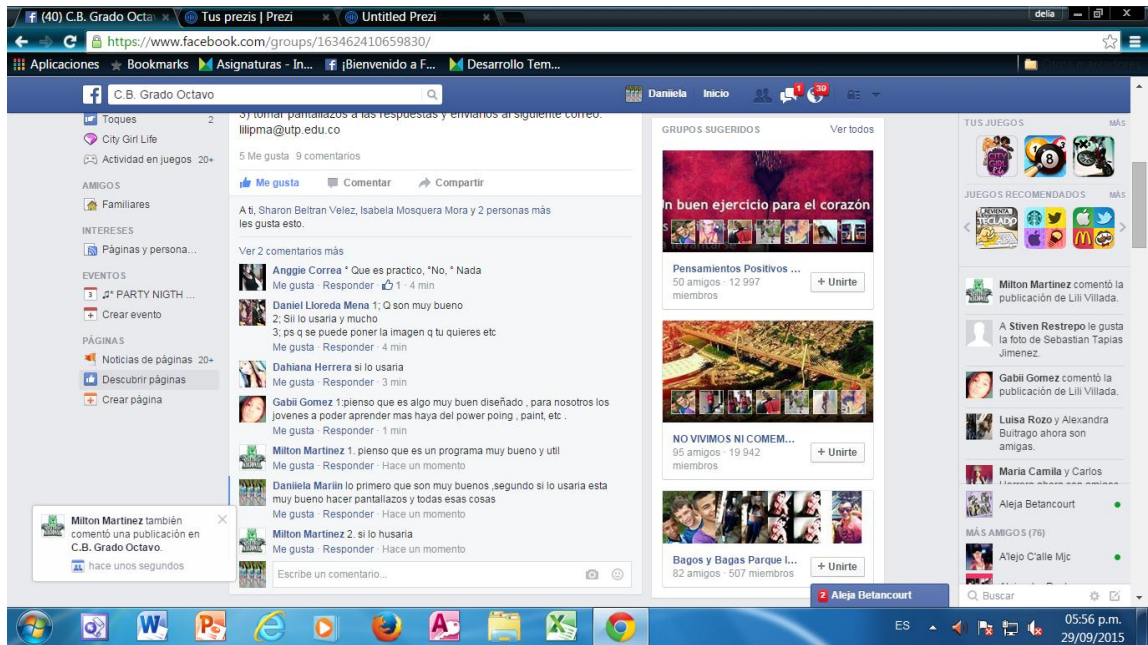 (40) C.B. Grado Octa
Tus prezis | Prezi
Untitled Prezi
delia
https://www.facebook.com/groups/163462410659830/
Aplicaciones
Bookmarks
Asignaturas - In...
¡Bienvenido a F...
Desarrollo Tem...
C.B. Grado Octavo
Daniiela
Inicio
1
39
Toques 2
City Girl Life
Actividad en juegos 20+
AMIGOS
Familiares
INTERESES
Páginas y persona...
EVENTOS
3 ♫* PARTY NIGTH ...
Crear evento
PÁGINAS
Noticias de páginas 20+
Descubrir páginas
Crear página
3) tomar pantallazos a las respuestas y enviarlos al siguiente correo:
lilipma@utp.edu.co
5 Me gusta 9 comentarios
Me gusta Comentar Compartir
A ti, Sharon Beltran Velez, Isabela Mosquera Mora y 2 personas más
les gusta esto.
Ver 2 comentarios más
Anggie Correa * Que es practico, *No, * Nada
Me gusta · Responder · 1 · 4 min
Daniel Lloreda Mena 1; Q son muy bueno
2; Sii lo usaria y mucho
3; ps q se puede poner la imagen q tu quieres etc
Me gusta · Responder · 4 min
Dahiana Herrera si lo usaria
Me gusta · Responder · 3 min
Gabii Gomez 1:pienso que es algo muy buen diseñado , para nosotros los
jovenes a poder aprender mas haya del power poing , paint, etc .
Me gusta · Responder · 1 min
Milton Martinez 1. pienso que es un programa muy bueno y util
Me gusta · Responder · Hace un momento
Daniiela Mariin lo primero que son muy buenos ,segundo si lo usaria esta
muy bueno hacer pantallazos y todas esas cosas
Me gusta · Responder · Hace un momento
Milton Martinez 2. si lo husaria
Me gusta · Responder · Hace un momento
Escribe un comentario...
Milton Martinez también
comentó una publicación en
C.B. Grado Octavo.
hace unos segundos
GRUPOS SUGERIDOS Ver todos
In buen ejercicio para el corazón
Pensamientos Positivos ...
50 amigos · 12 997
miembros
+ Unirte
NO VIVIMOS NI COMEM...
95 amigos · 19 942
miembros
+ Unirte
Bagos y Bagas Parque l...
82 amigos · 507 miembros
+ Unirte
TUS JUEGOS MÁS
JUEGOS RECOMENDADOS MÁS
TECLADO
Milton Martinez comentó la
publicación de Lili Villada.
A Stiven Restrepo le gusta
la foto de Sebastian Tapias
Jimenez.
Gabii Gomez comentó la
publicación de Lili Villada.
Luisa Rozo y Alexandra
Buitrago ahora son
amigas.
Maria Camila y Carlos
Aleja Betancourt
MÁS AMIGOS (76)
A'lejo C'alle Mjc
2 Aleja Betancourt
Buscar
ES
05:56 p.m.
29/09/2015